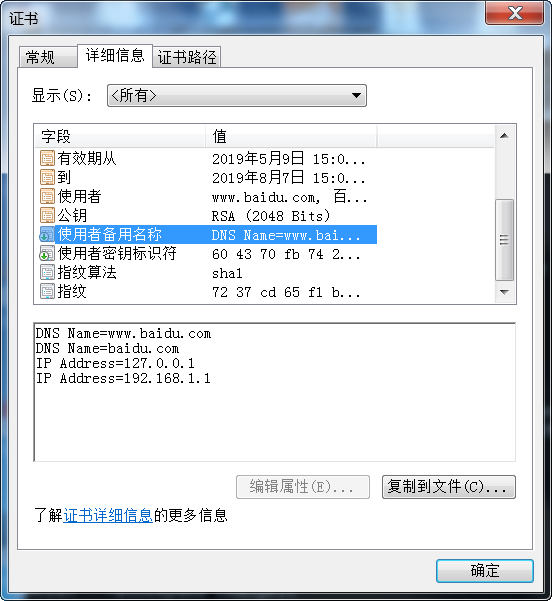 证书
常规 详细信息 证书路径
显示(S): <所有>
字段 值
有效期从 2019年5月9日 15:0...
到 2019年8月7日 15:0...
使用者 www.baidu.com, 百...
公钥 RSA (2048 Bits)
使用者备用名称 DNS Name=www.bai...
使用者密钥标识符 60 43 70 fb 74 2...
指纹算法 sha1
指纹 72 37 cd 65 f1 b...
DNS Name=www.baidu.com
DNS Name=baidu.com
IP Address=127.0.0.1
IP Address=192.168.1.1
编辑属性(E)... 复制到文件(C)...
了解证书详细信息的更多信息
确定